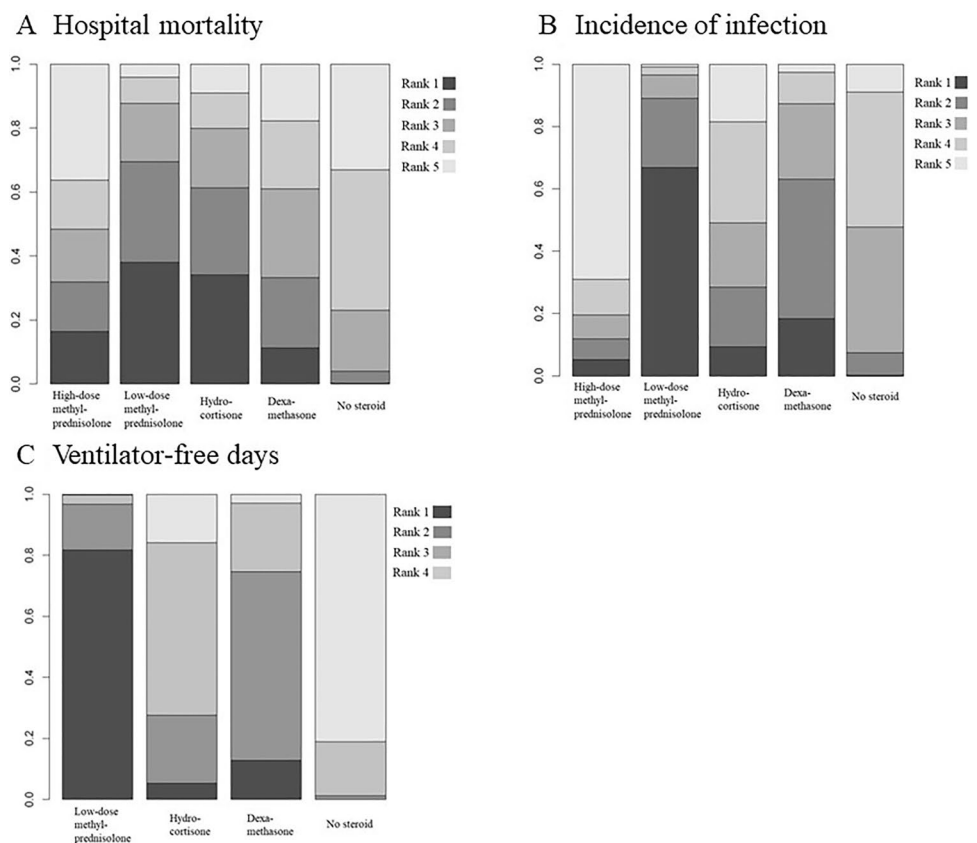 A Hospital mortality
1.0
0.8
0.6
0.4
0.2
0.0
Rank 1
Rank 2
Rank 3
Rank 4
Rank 5
High-dose
methyl-
prednisolone
Low-dose
methyl-
prednisolone
Hydro-
cortisone
Dexa-
methasone
No steroid
B Incidence of infection
1.0
0.8
0.6
0.4
0.2
0.0
Rank 1
Rank 2
Rank 3
Rank 4
Rank 5
High-dose
methyl-
prednisolone
Low-dose
methyl-
prednisolone
Hydro-
cortisone
Dexa-
methasone
No steroid
C Ventilator-free days
1.0
0.8
0.6
0.4
0.2
0.0
Rank 1
Rank 2
Rank 3
Rank 4
Low-dose
methyl-
prednisolone
Hydro-
cortisone
Dexa-
methasone
No steroid